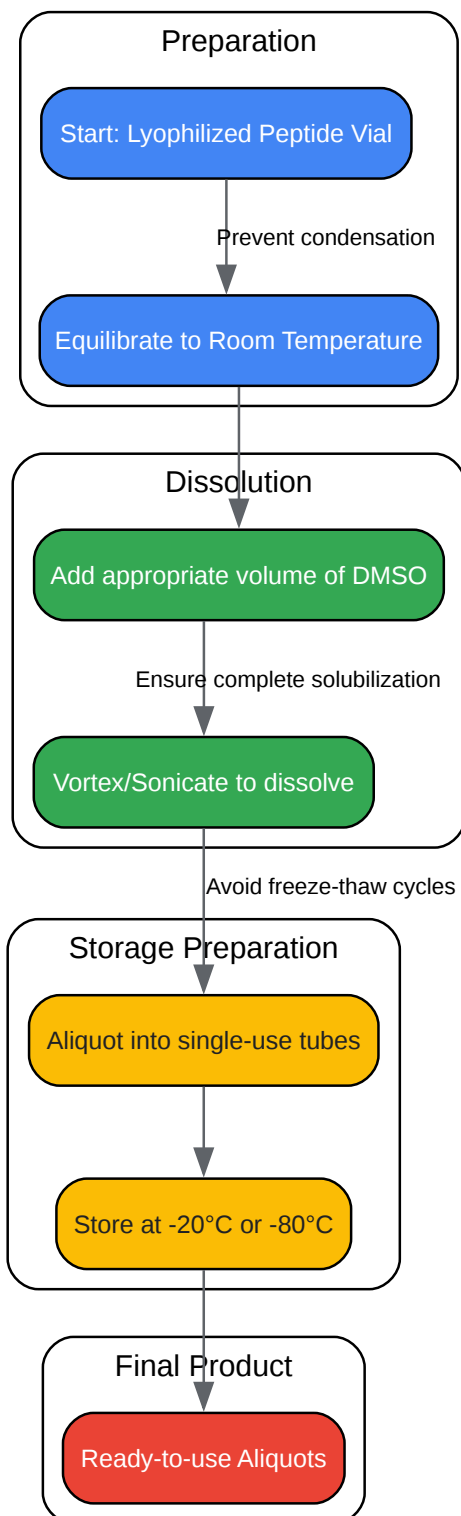 Preparation
Start: Lyophilized Peptide Vial
Prevent condensation
Equilibrate to Room Temperature
Dissolution
Add appropriate volume of DMSO
Ensure complete solubilization
Vortex/Sonicate to dissolve
Avoid freeze-thaw cycles
Storage Preparation
Aliquot into single-use tubes
Store at -20°C or -80°C
Final Product
Ready-to-use Aliquots